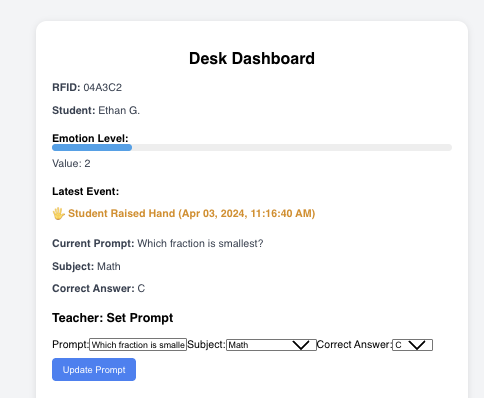 Desk Dashboard
RFID: 04A3C2
Student: Ethan G.
Emotion Level:
Value: 2
Latest Event:
Student Raised Hand (Apr 03, 2024, 11:16:40 AM)
Current Prompt: Which fraction is smallest?
Subject: Math
Correct Answer: C
Teacher: Set Prompt
Prompt: Which fraction is smalle Subject: Math Correct Answer: C
Update Prompt